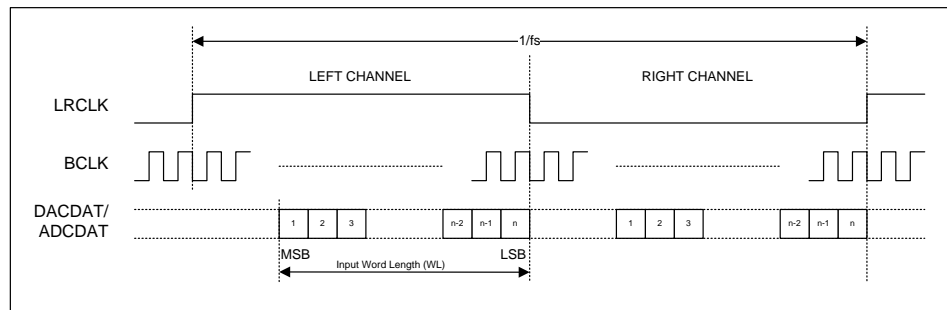 1/fs
LEFT CHANNEL RIGHT CHANNEL
LRCLK
BCLK
DACDAT/
ADCDAT
1 2 3 n-2 n-1 n 1 2 3 n-2 n-1 n
MSB LSB
Input Word Length (WL)